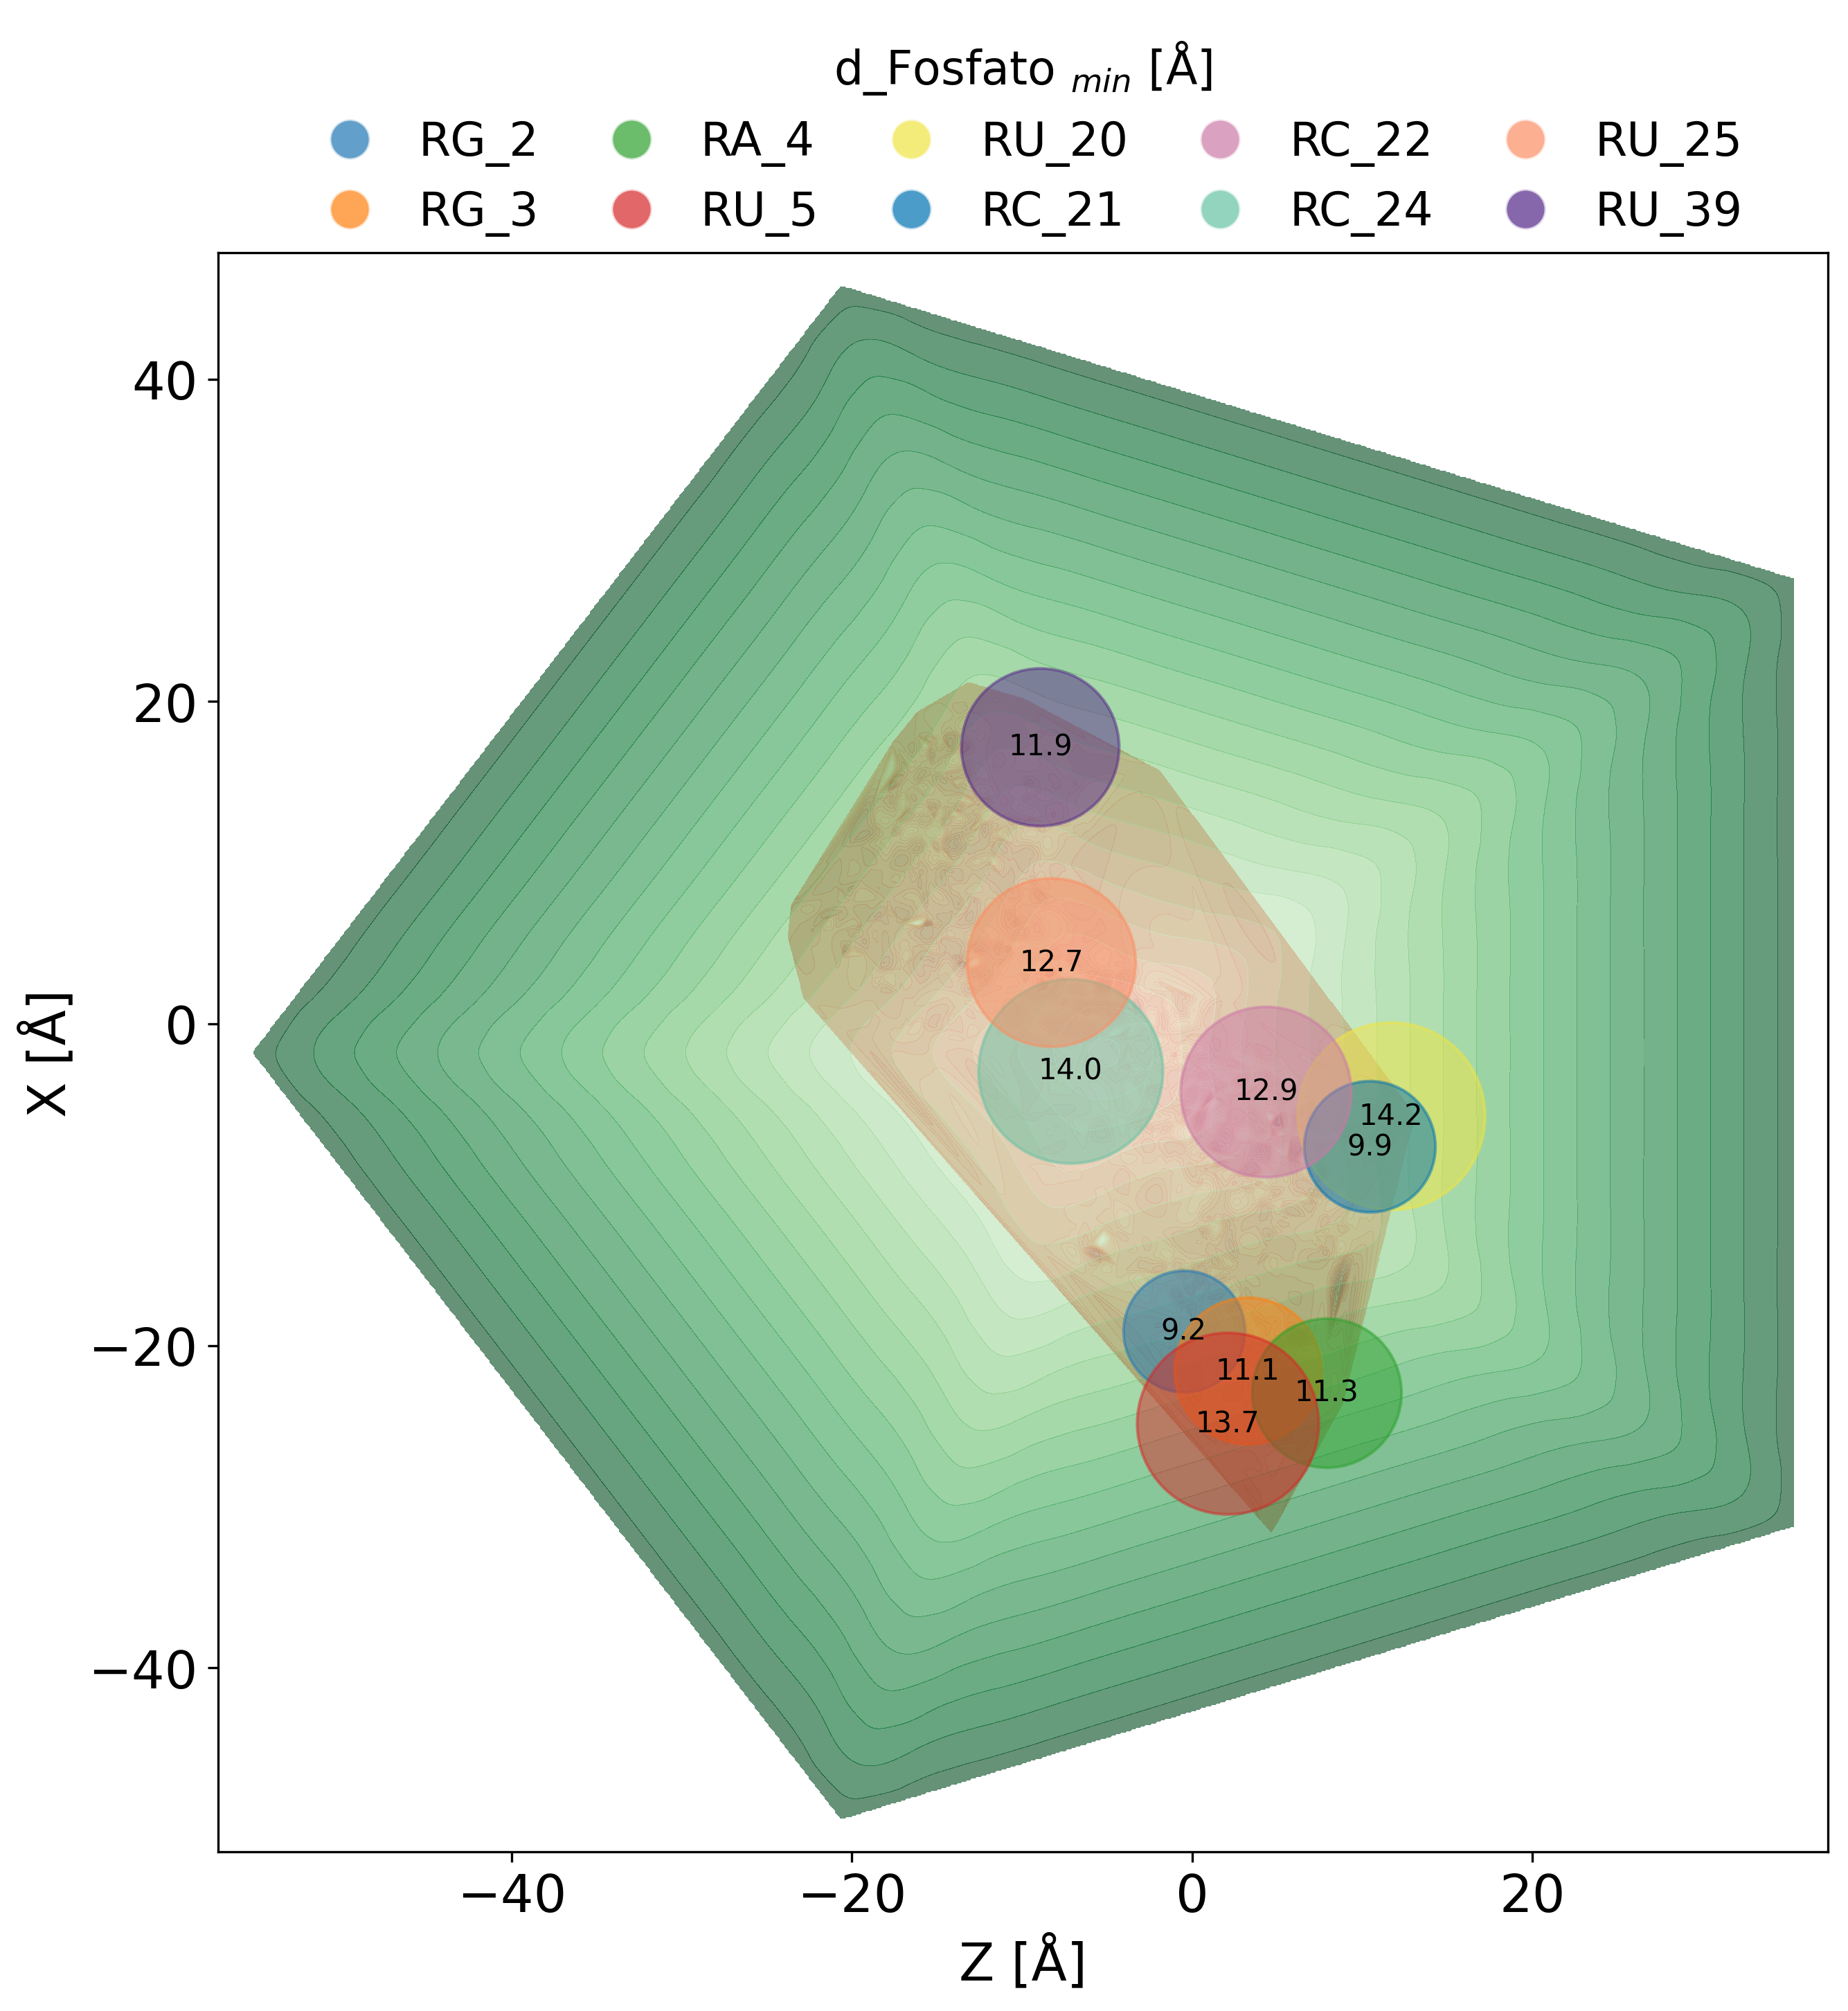 d_Fosfato min [Å]
RG_2 RA_4 RU_20 RC_22 RU_25
RG_3 RU_5 RC_21 RC_24 RU_39
40
20
0
−20
−40
X [Å]
11.9
12.7
14.0
12.9
14.2
9.9
9.2
11.1
11.3
13.7
−40 −20 0 20
Z [Å]